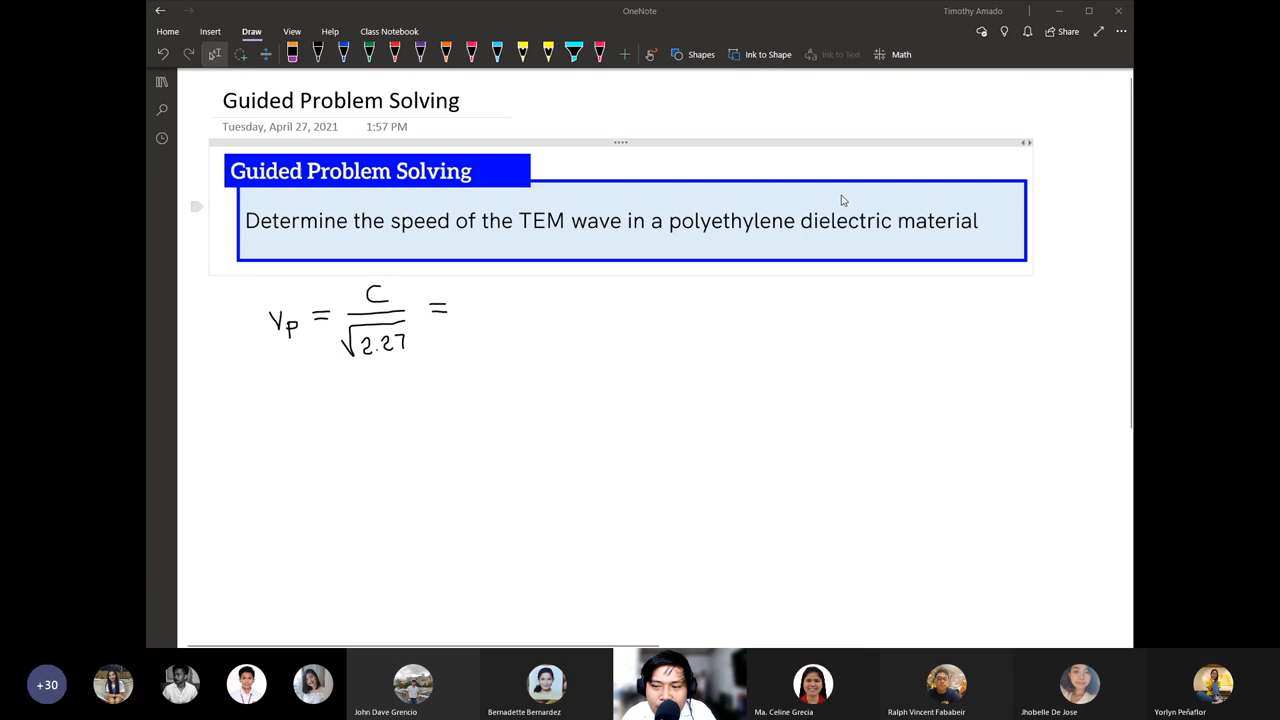 OneNote
Timothy Amado
Home Insert Draw View Help Class Notebook
Share
Shapes Ink to Shape Ink to Text Math
Guided Problem Solving
Tuesday, April 27, 2021 1:57 PM
Guided Problem Solving
Determine the speed of the TEM wave in a polyethylene dielectric material
Vp = C / √2.27 =
+30
John Dave Grencio
Bernadette Bernardez
Ma. Celine Grecia
Ralph Vincent Fababeir
Jhobelle De Jose
Yorlyn Peñaflor